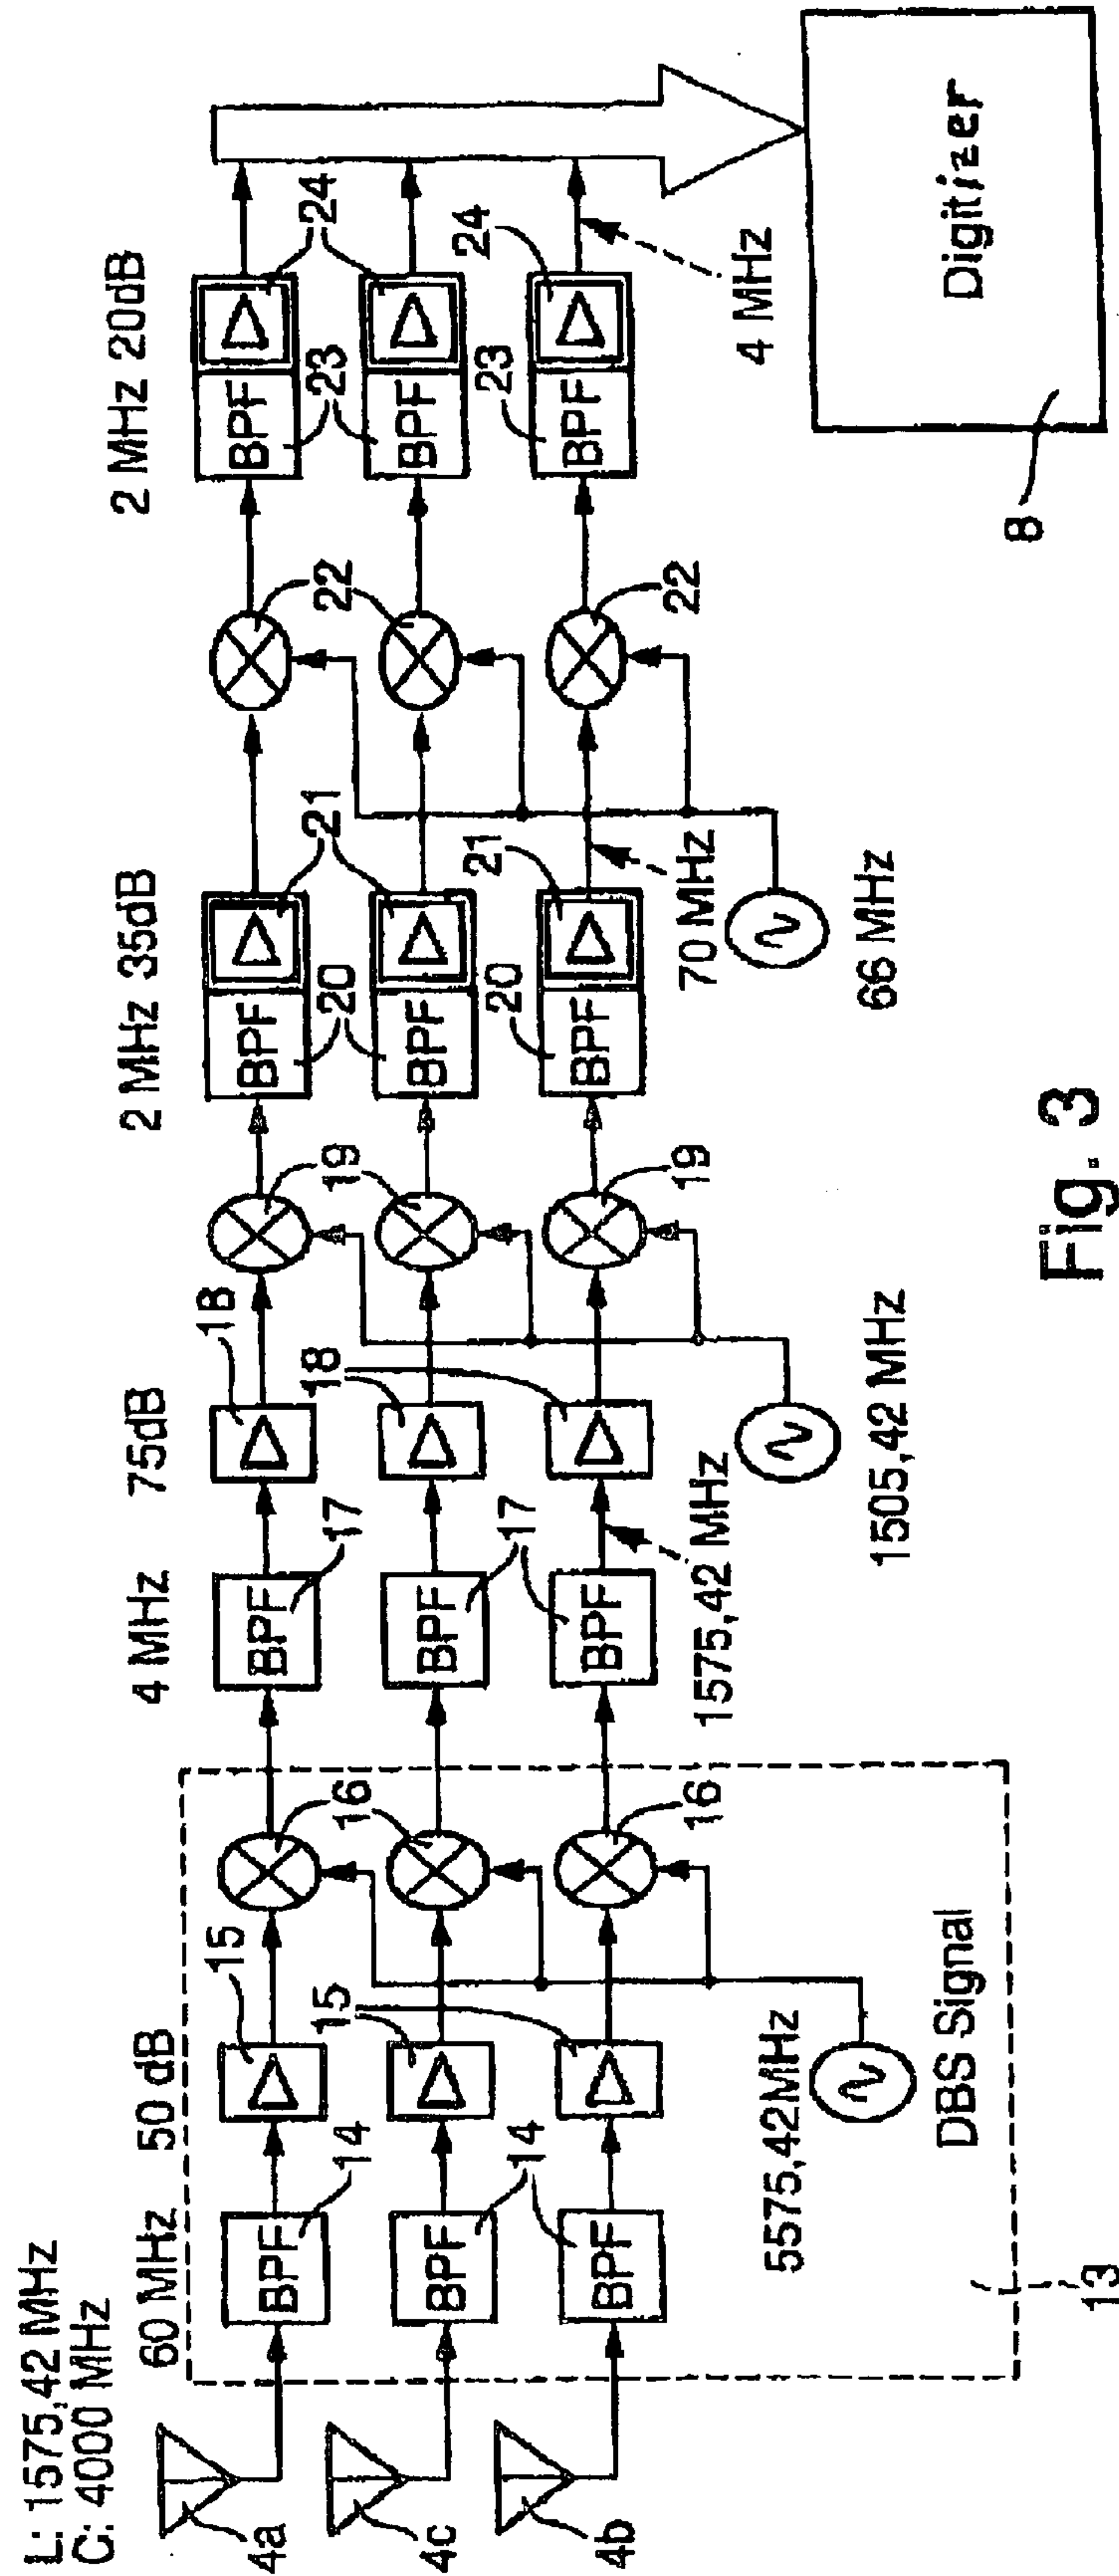 L: 1575,42 MHz
C: 4000 MHz
60 MHz 50 dB 4 MHz 75dB 2 MHz 35dB 2 MHz 20dB
4a BPF 14 15 16 BPF 17 18 19 BPF 20 21 22 BPF 23 24
4c BPF 14 15 16 BPF 17 18 19 BPF 20 21 22 BPF 23 24
4b BPF 15 16 BPF 18 19 BPF 20 21 22 BPF 23 24
5575,42MHz 1575,42 MHz 70 MHz 4 MHz
DBS Signal 1505,42 MHz 66 MHz Digitizer
13 8
Fig. 3